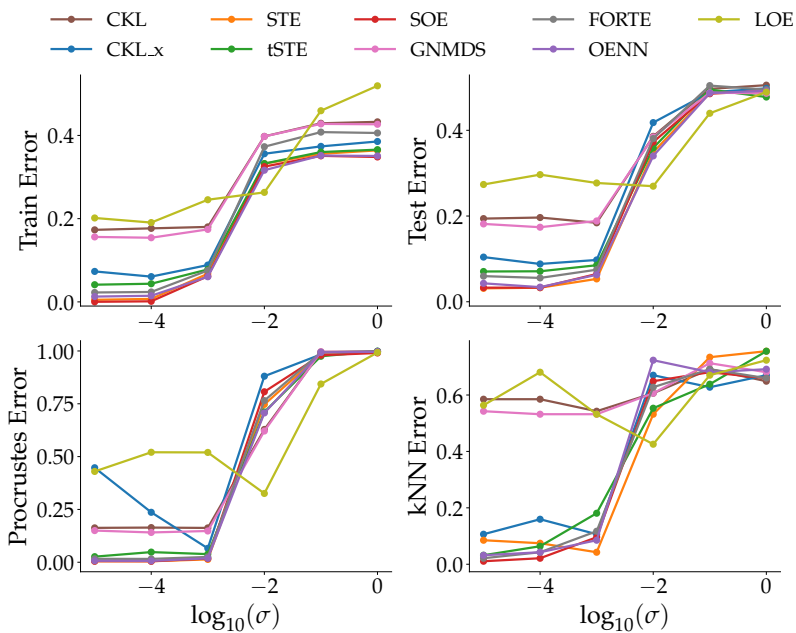 CKL STE SOE FORTE LOE
CKL_x tSTE GNMDS OENN
Train Error
0.4
0.2
0.0
−4 −2 0
Test Error
0.4
0.2
0.0
−4 −2 0
Procrustes Error
1.00
0.75
0.50
0.25
0.00
−4 −2 0
log₁₀(σ)
kNN Error
0.6
0.4
0.2
0.0
−4 −2 0
log₁₀(σ)